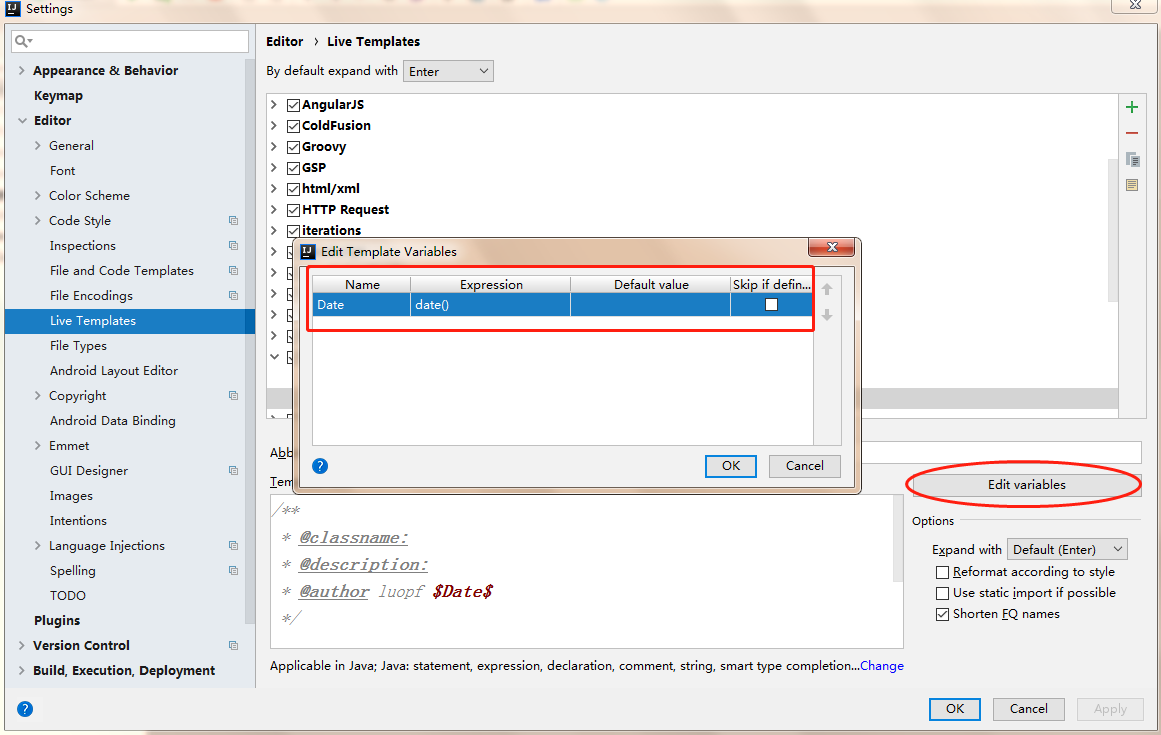 Settings
Editor › Live Templates
By default expand with Enter
Appearance & Behavior
Keymap
Editor
General
Font
Color Scheme
Code Style
Inspections
File and Code Templates
File Encodings
Live Templates
File Types
Android Layout Editor
Copyright
Android Data Binding
Emmet
GUI Designer
Images
Intentions
Language Injections
Spelling
TODO
Plugins
Version Control
Build, Execution, Deployment
AngularJS
ColdFusion
Groovy
GSP
html/xml
HTTP Request
iterations
Edit Template Variables
Name Expression Default value Skip if defin...
Date date()
? OK Cancel
Edit variables
/**
* @classname:
* @description:
* @author luopf $Date$
*/
Options
Expand with Default (Enter)
Reformat according to style
Use static import if possible
Shorten FQ names
Applicable in Java; Java: statement, expression, declaration, comment, string, smart type completion...Change
? OK Cancel Apply